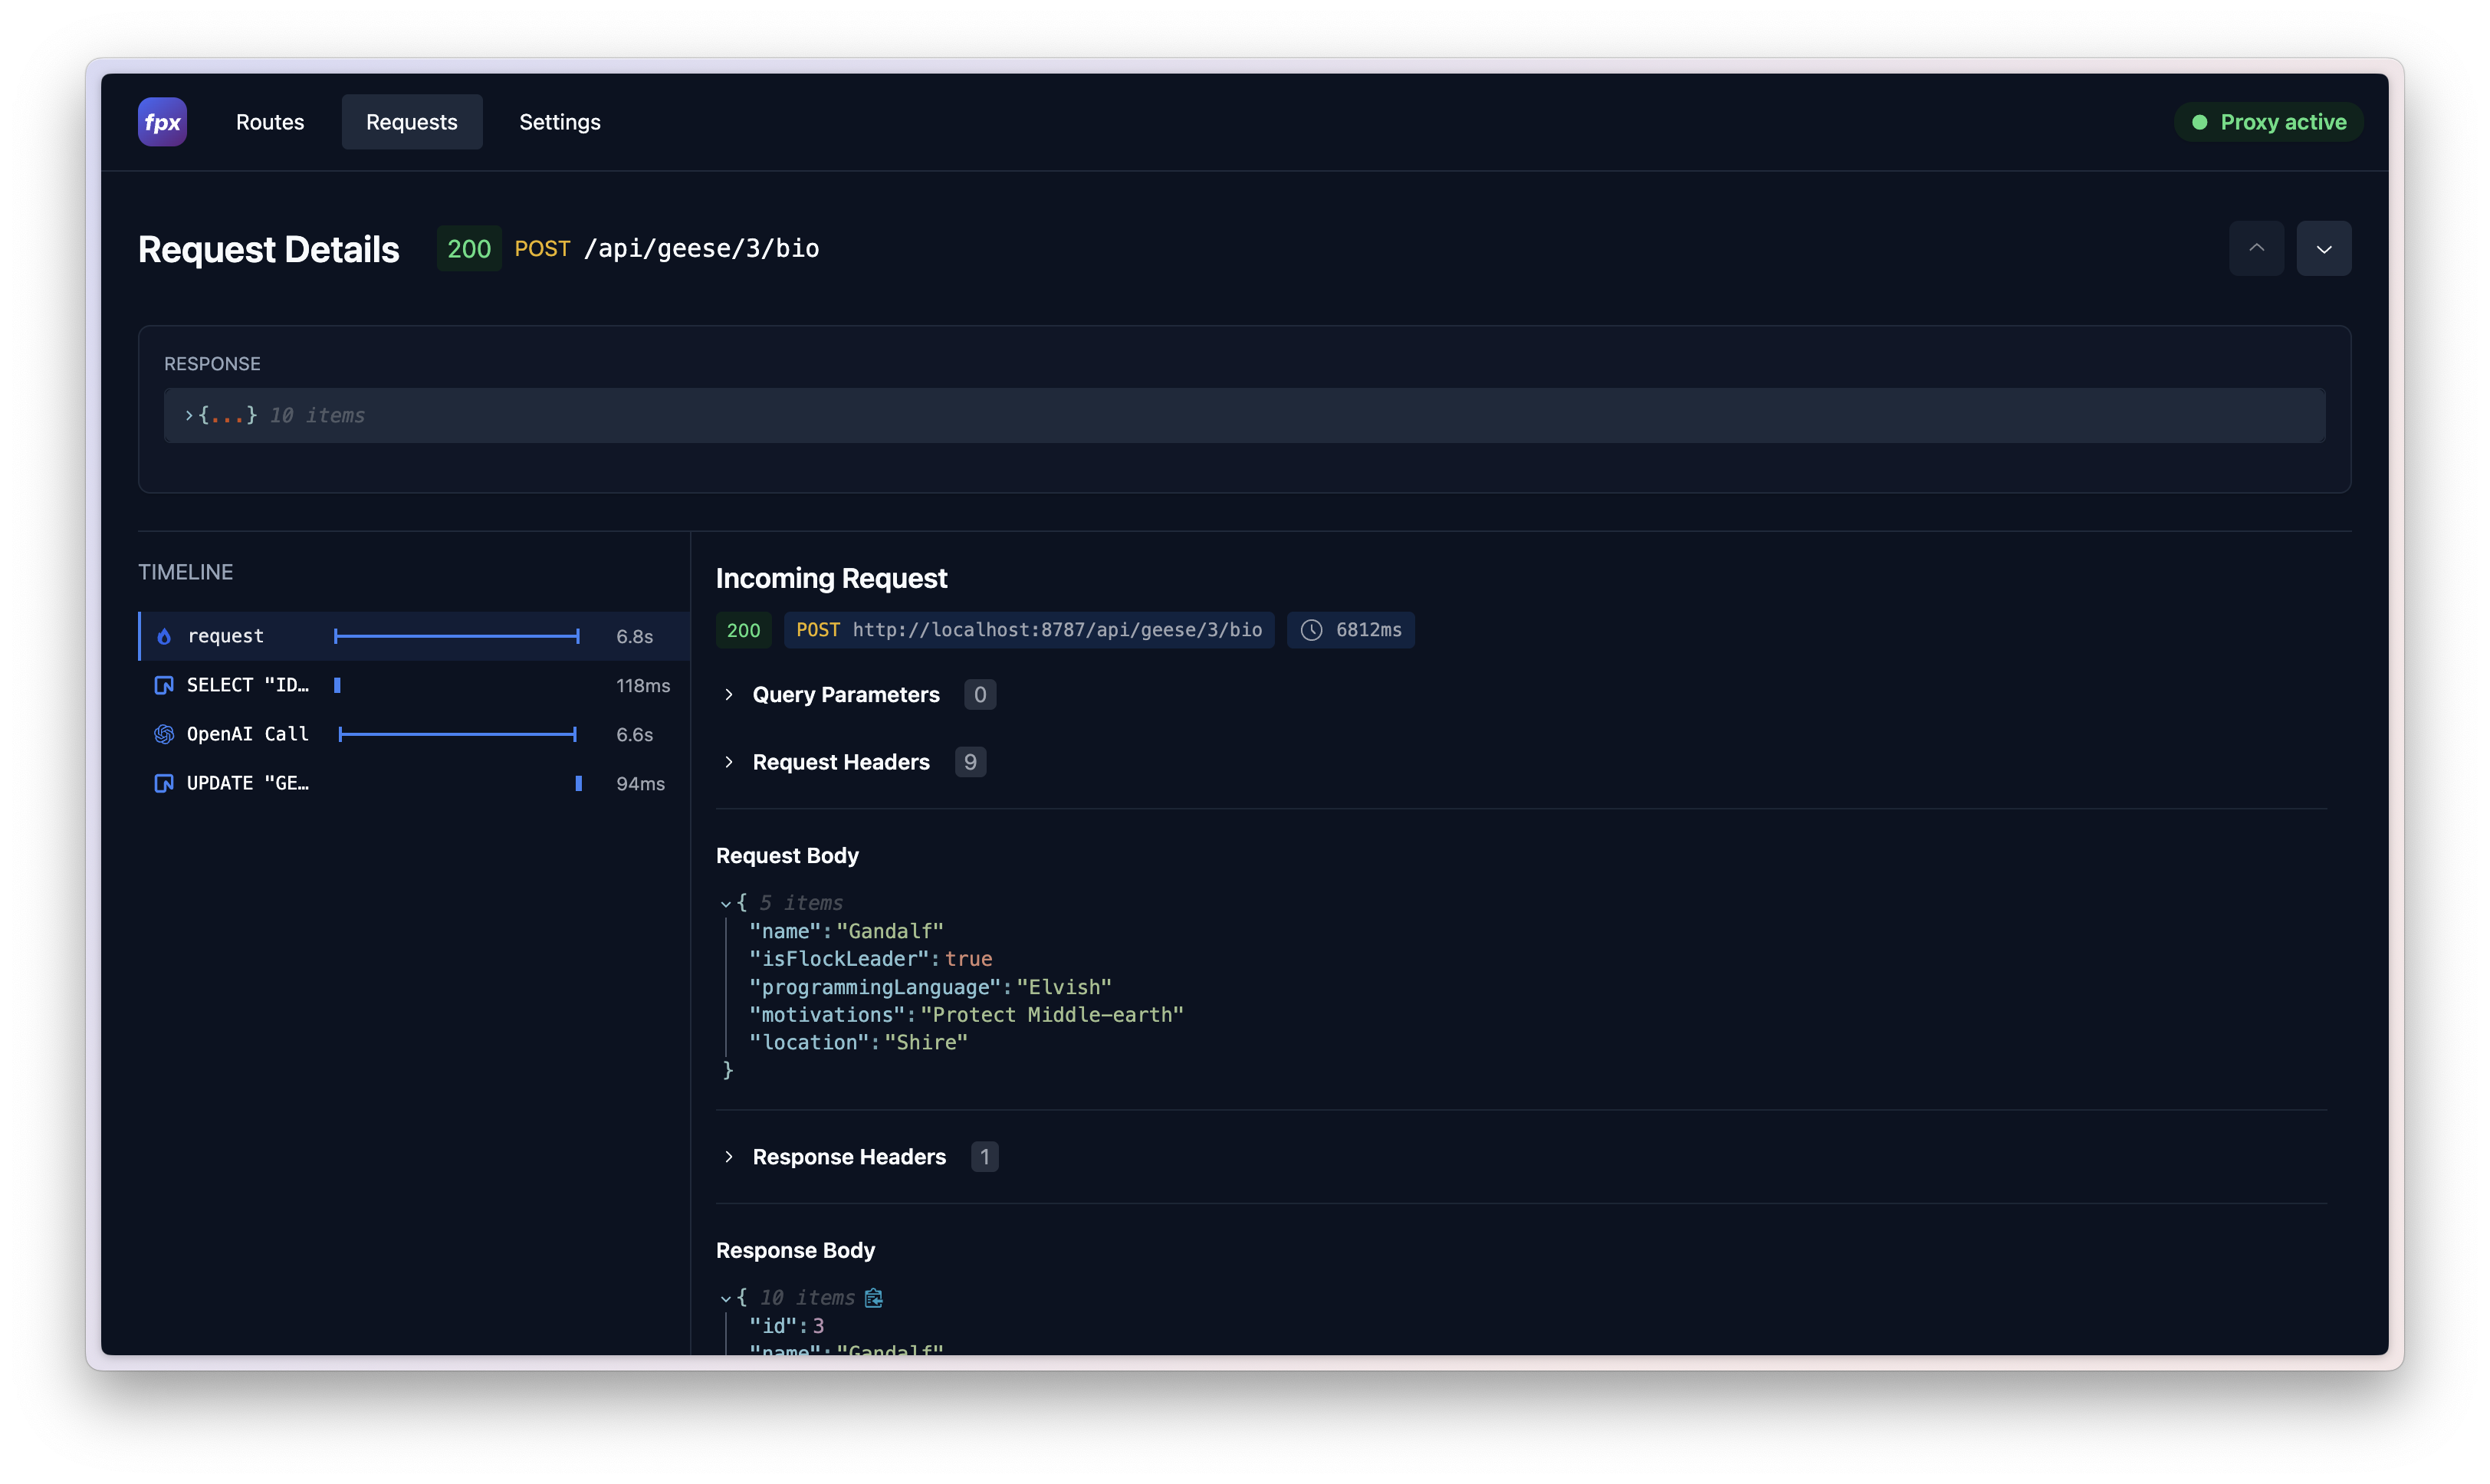 fpx Routes Requests Settings Proxy active
Request Details 200 POST /api/geese/3/bio
RESPONSE
{...} 10 items
TIMELINE
request 6.8s
SELECT "ID… 118ms
OpenAI Call 6.6s
UPDATE "GE… 94ms
Incoming Request
200 POST http://localhost:8787/api/geese/3/bio 6812ms
Query Parameters 0
Request Headers 9
Request Body
{ 5 items
"name":"Gandalf"
"isFlockLeader":true
"programmingLanguage":"Elvish"
"motivations":"Protect Middle-earth"
"location":"Shire"
}
Response Headers 1
Response Body
{ 10 items
"id":3
"name":"Gandalf"